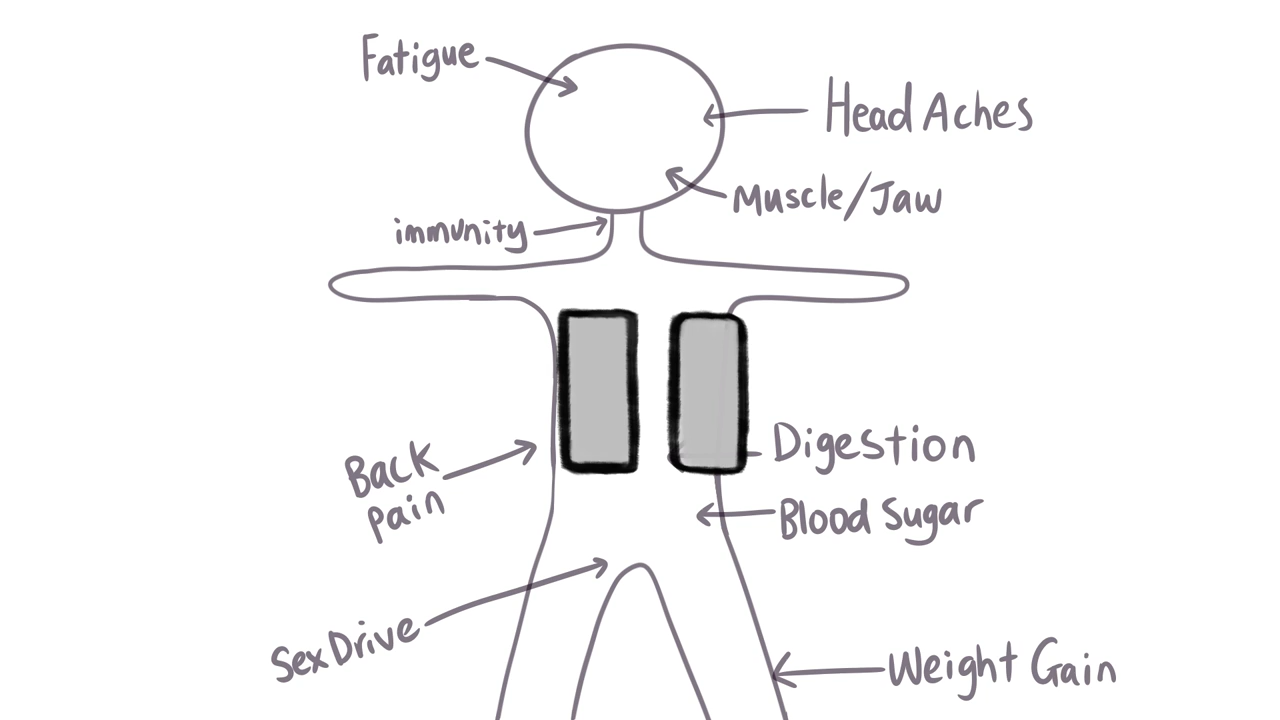 Fatigue
Head Aches
Muscle/Jaw
immunity
Back
pain
Digestion
Blood Sugar
Sex Drive
Weight Gain